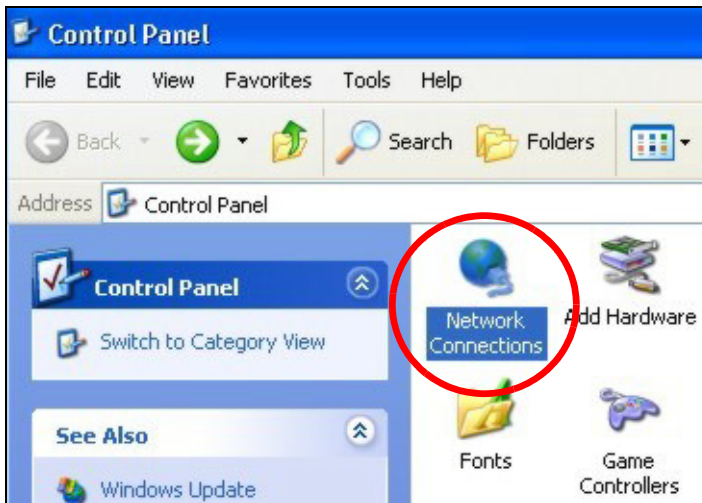 Control Panel
File Edit View Favorites Tools Help
Back Search Folders
Address Control Panel
Control Panel
Switch to Category View
See Also
Windows Update
Network
Connections
Add Hardware
Fonts
Game
Controllers